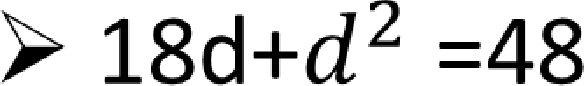 ➢ 18d+𝑑² =48